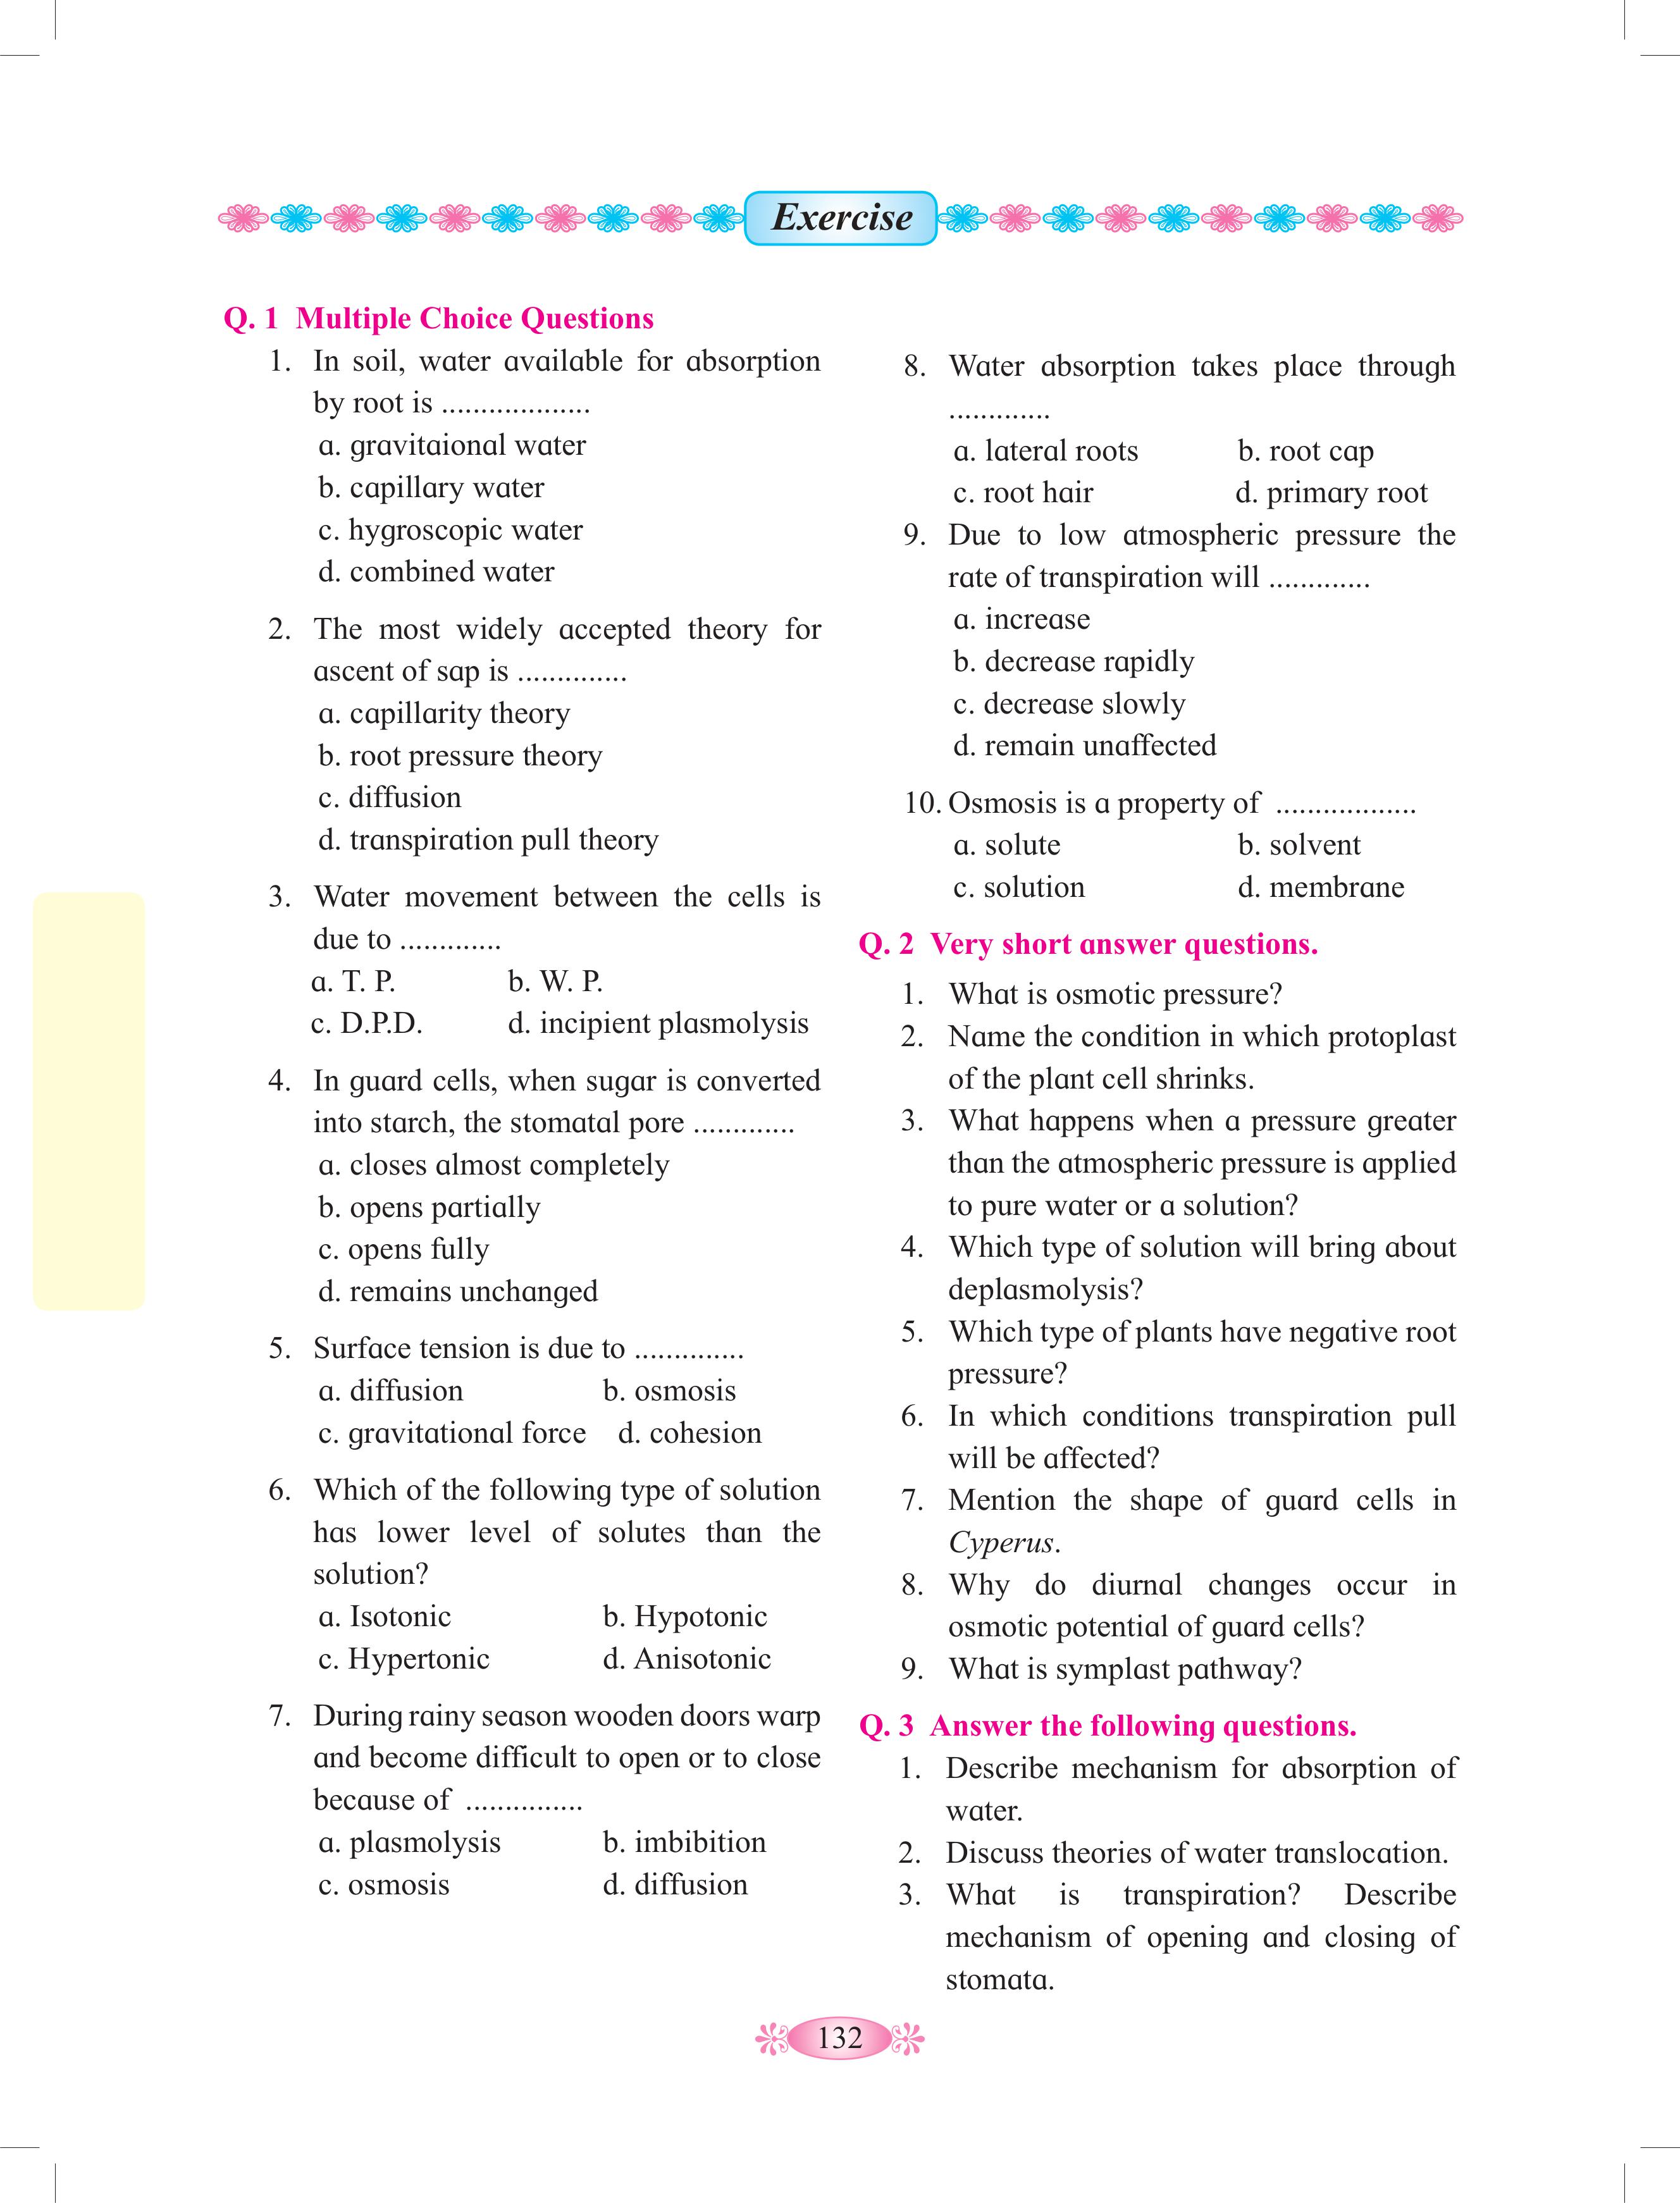 Exercise
Q. 1 Multiple Choice Questions
1. In soil, water available for absorption
by root is ...................
a. gravitaional water
b. capillary water
c. hygroscopic water
d. combined water
2. The most widely accepted theory for
ascent of sap is ..............
a. capillarity theory
b. root pressure theory
c. diffusion
d. transpiration pull theory
3. Water movement between the cells is
due to .............
a. T. P. b. W. P.
c. D.P.D. d. incipient plasmolysis
4. In guard cells, when sugar is converted
into starch, the stomatal pore .............
a. closes almost completely
b. opens partially
c. opens fully
d. remains unchanged
5. Surface tension is due to ..............
a. diffusion b. osmosis
c. gravitational force d. cohesion
6. Which of the following type of solution
has lower level of solutes than the
solution?
a. Isotonic b. Hypotonic
c. Hypertonic d. Anisotonic
7. During rainy season wooden doors warp
and become difficult to open or to close
because of ...............
a. plasmolysis b. imbibition
c. osmosis d. diffusion
8. Water absorption takes place through
.............
a. lateral roots b. root cap
c. root hair d. primary root
9. Due to low atmospheric pressure the
rate of transpiration will .............
a. increase
b. decrease rapidly
c. decrease slowly
d. remain unaffected
10. Osmosis is a property of ..................
a. solute b. solvent
c. solution d. membrane
Q. 2 Very short answer questions.
1. What is osmotic pressure?
2. Name the condition in which protoplast
of the plant cell shrinks.
3. What happens when a pressure greater
than the atmospheric pressure is applied
to pure water or a solution?
4. Which type of solution will bring about
deplasmolysis?
5. Which type of plants have negative root
pressure?
6. In which conditions transpiration pull
will be affected?
7. Mention the shape of guard cells in
Cyperus.
8. Why do diurnal changes occur in
osmotic potential of guard cells?
9. What is symplast pathway?
Q. 3 Answer the following questions.
1. Describe mechanism for absorption of
water.
2. Discuss theories of water translocation.
3. What is transpiration? Describe
mechanism of opening and closing of
stomata.
132